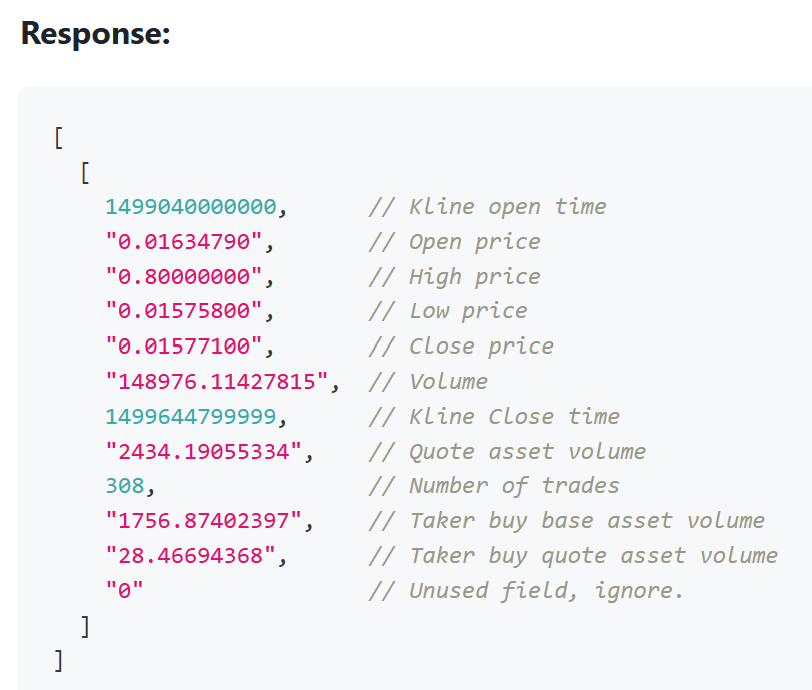 Response:
[
[
1499040000000, // Kline open time
"0.01634790", // Open price
"0.80000000", // High price
"0.01575800", // Low price
"0.01577100", // Close price
"148976.11427815", // Volume
1499644799999, // Kline Close time
"2434.19055334", // Quote asset volume
308, // Number of trades
"1756.87402397", // Taker buy base asset volume
"28.46694368", // Taker buy quote asset volume
"0" // Unused field, ignore.
]
]